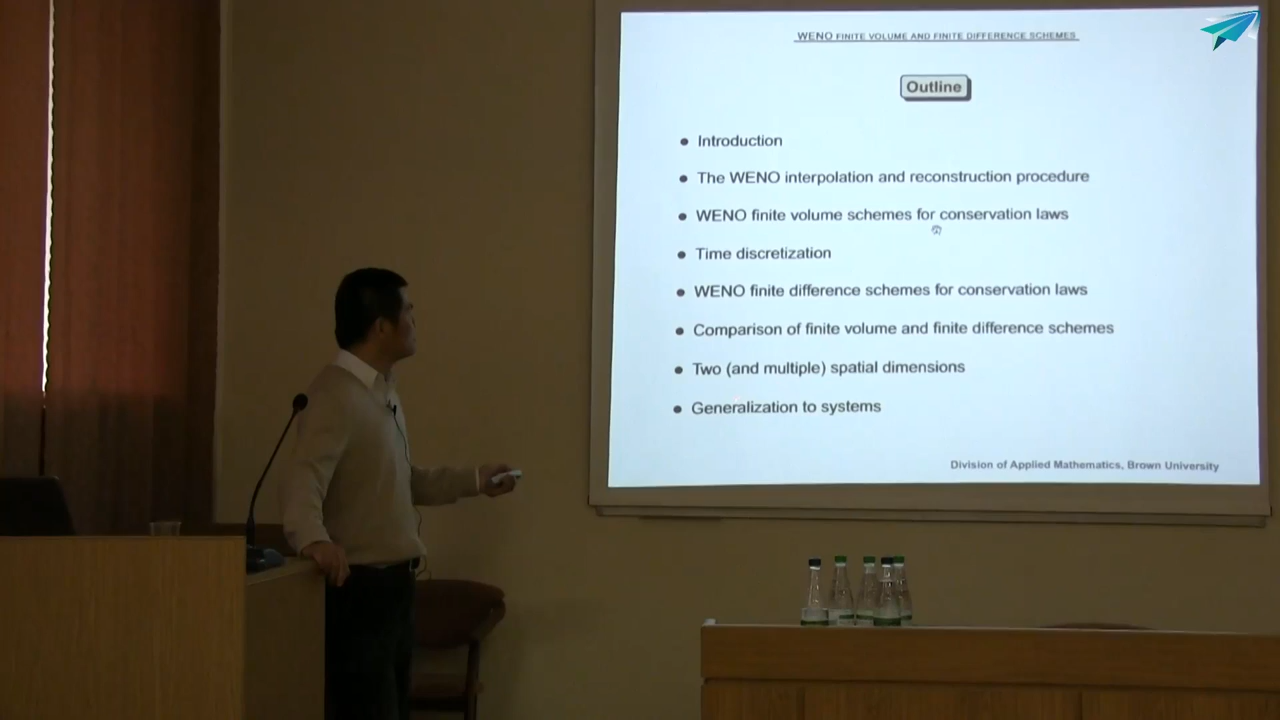 WENO FINITE VOLUME AND FINITE DIFFERENCE SCHEMES
Outline
● Introduction
● The WENO interpolation and reconstruction procedure
● WENO finite volume schemes for conservation laws
● Time discretization
● WENO finite difference schemes for conservation laws
● Comparison of finite volume and finite difference schemes
● Two (and multiple) spatial dimensions
● Generalization to systems
Division of Applied Mathematics, Brown University